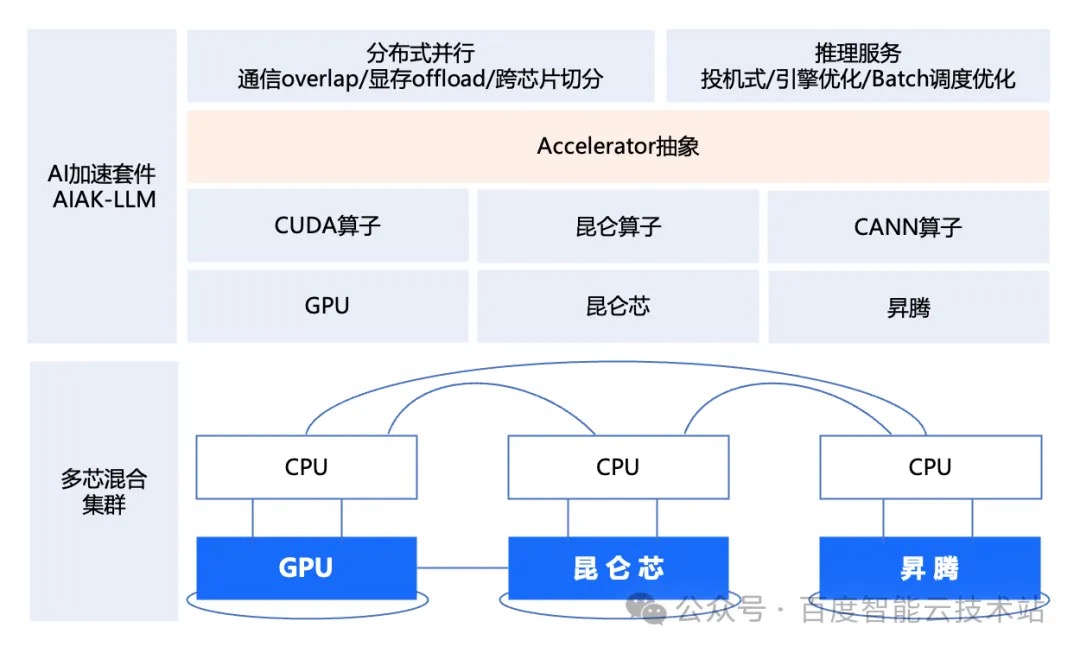 分布式并行
通信overlap/显存offload/跨芯片切分
推理服务
投机式/引擎优化/Batch调度优化
AI加速套件
AIAK-LLM
Accelerator抽象
CUDA算子
昆仑算子
CANN算子
GPU
昆仑芯
昇腾
多芯混合
集群
CPU
CPU
CPU
GPU
昆仑芯
昇腾
公众号·百度智能云技术站